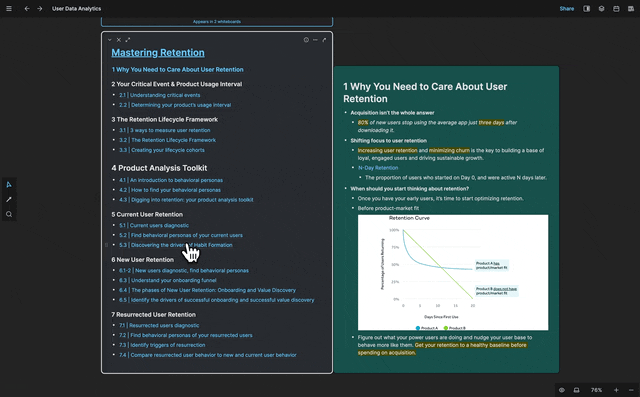 User Data Analytics
Share
Appears in 2 whiteboards
Mastering Retention
1 Why You Need to Care About User Retention
2 Your Critical Event & Product Usage Interval
2.1 | Understanding critical events
2.2 | Determining your product's usage interval
3 The Retention Lifecycle Framework
3.1 | 3 ways to measure user retention
3.2 | The Retention Lifecycle Framework
3.3 | Creating your lifecycle cohorts
4 Product Analysis Toolkit
4.1 | An introduction to behavioral personas
4.2 | How to find your behavioral personas
4.3 | Digging into retention: your product analysis toolkit
5 Current User Retention
5.1 | Current users diagnostic
5.2 | Find behavioral personas of your current users
5.3 | Discovering the drivers of Habit Formation
6 New User Retention
6.1-2 | New users diagnostic, find behavioral personas
6.3 | Understand your onboarding funnel
6.4 | The phases of New User Retention: Onboarding and Value Discovery
6.5 | Identify the drivers of successful onboarding and successful value discovery
7 Resurrected User Retention
7.1 | Resurrected users diagnostic
7.2 | Find behavioral personas of your resurrected users
7.3 | Identify triggers of resurrection
7.4 | Compare resurrected user behavior to new and current user behavior
1 Why You Need to Care About User
Retention
Acquisition isn't the whole answer
80% of new users stop using the average app just three days after
downloading it.
Shifting focus to user retention
Increasing user retention and minimizing churn is the key to building a base of
loyal, engaged users and driving sustainable growth.
N-Day Retention
The proportion of users who started on Day 0, and were active N days later.
When should you start thinking about retention?
Once you have your early users, it's time to start optimizing retention.
Before product-market fit
Retention Curve
Percentage of Users Returning
100%
75%
50%
25%
0%
0 5 10 15 20
Days Since First Use
Product A has
product/market fit
Product B does not have
product/market fit
Product A Product B
Figure out what your power users are doing and nudge your user base to
behave more like them. Get your retention to a healthy baseline before
spending on acquisition.
76%